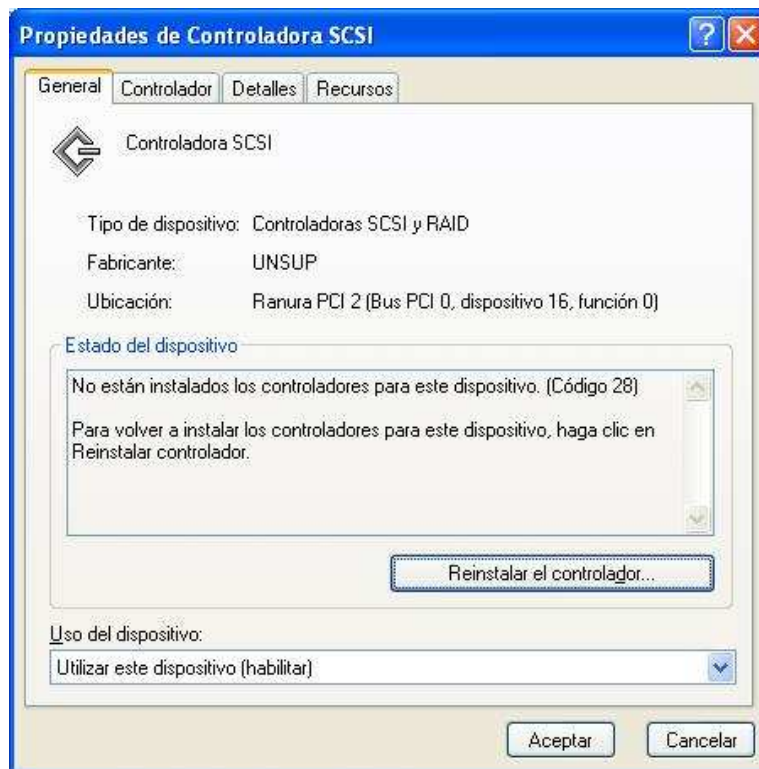 Propiedades de Controladora SCSI
General Controlador Detalles Recursos
Controladora SCSI
Tipo de dispositivo: Controladoras SCSI y RAID
Fabricante: UNSUP
Ubicación: Ranura PCI 2 (Bus PCI 0, dispositivo 16, función 0)
Estado del dispositivo
No están instalados los controladores para este dispositivo. (Código 28)
Para volver a instalar los controladores para este dispositivo, haga clic en
Reinstalar controlador.
Reinstalar el controlador...
Uso del dispositivo:
Utilizar este dispositivo (habilitar)
Aceptar Cancelar